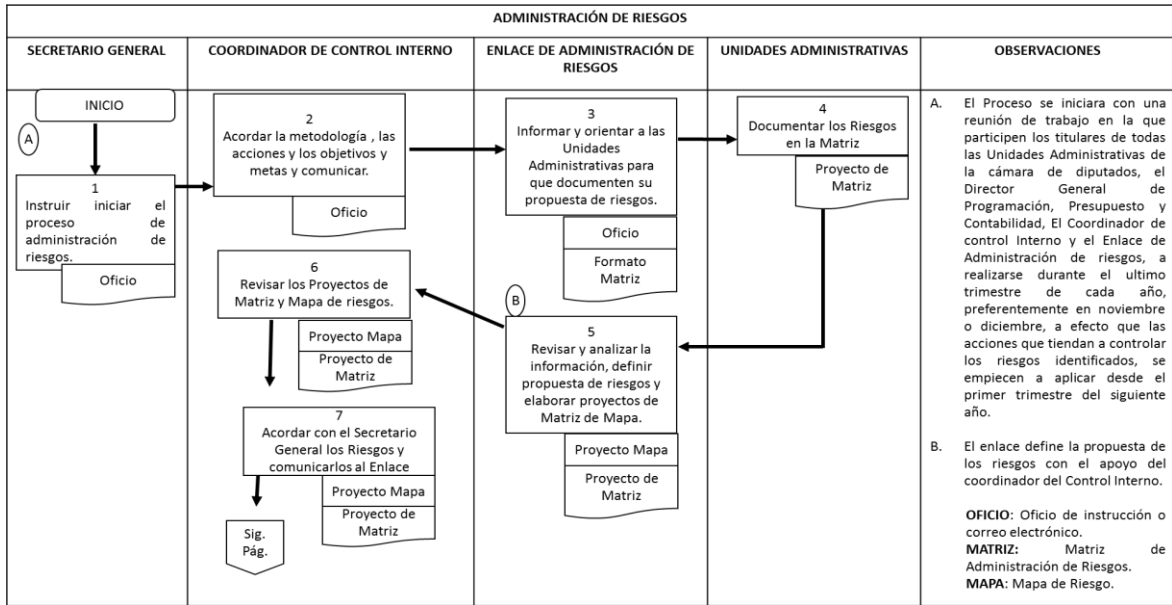 ADMINISTRACIÓN DE RIESGOS
SECRETARIO GENERAL
COORDINADOR DE CONTROL INTERNO
ENLACE DE ADMINISTRACIÓN DE
RIESGOS
UNIDADES ADMINISTRATIVAS
OBSERVACIONES
INICIO
A
1
Instruir iniciar el
proceso de
administración de
riesgos.
Oficio
2
Acordar la metodología , las
acciones y los objetivos y
metas y comunicar.
Oficio
3
Informar y orientar a las
Unidades
Administrativas para
que documenten su
propuesta de riesgos.
Oficio
Formato
Matriz
4
Documentar los Riesgos
en la Matriz
Proyecto de
Matriz
B
5
Revisar y analizar la
información, definir
propuesta de riesgos y
elaborar proyectos de
Matriz de Mapa.
Proyecto Mapa
Proyecto de
Matriz
6
Revisar los Proyectos de
Matriz y Mapa de riesgos.
Proyecto Mapa
Proyecto de
Matriz
7
Acordar con el Secretario
General los Riesgos y
comunicarlos al Enlace
Proyecto Mapa
Proyecto de
Matriz
Sig.
Pág.
A. El Proceso se iniciara con una
reunión de trabajo en la que
participen los titulares de todas
las Unidades Administrativas de
la cámara de diputados, el
Director General de
Programación, Presupuesto y
Contabilidad, El Coordinador de
control Interno y el Enlace de
Administración de riesgos, a
realizarse durante el ultimo
trimestre de cada año,
preferentemente en noviembre
o diciembre, a efecto que las
acciones que tiendan a controlar
los riesgos identificados, se
empiecen a aplicar desde el
primer trimestre del siguiente
año.
B. El enlace define la propuesta de
los riesgos con el apoyo del
coordinador del Control Interno.
OFICIO: Oficio de instrucción o
correo electrónico.
MATRIZ: Matriz de
Administración de Riesgos.
MAPA: Mapa de Riesgo.